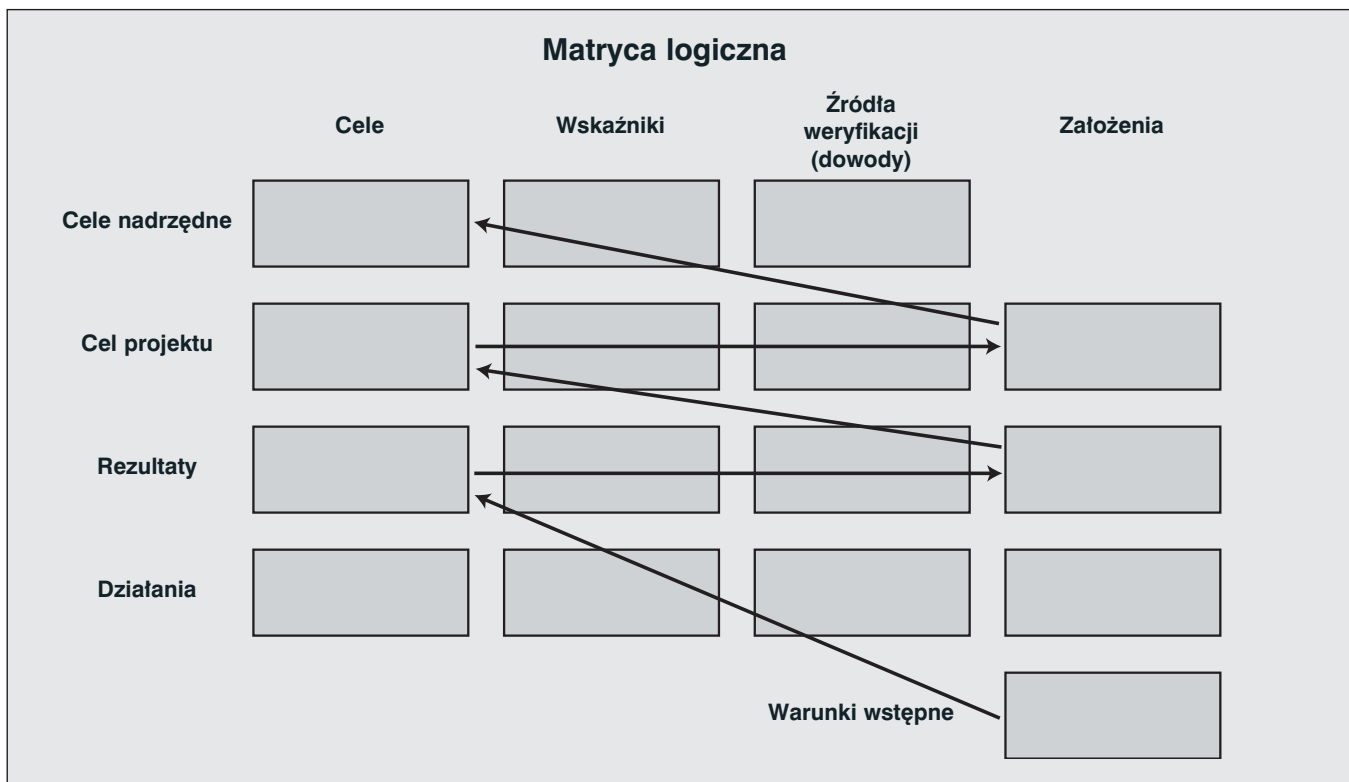 Matryca logiczna
Cele
Wskaźniki
Źródła
weryfikacji
(dowody)
Założenia
Cele nadrzędne
Cel projektu
Rezultaty
Działania
Warunki wstępne